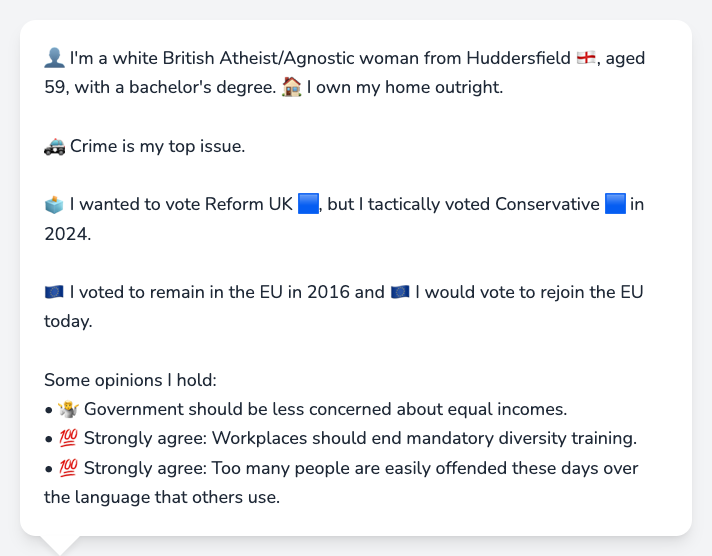 👤 I'm a white British Atheist/Agnostic woman from Huddersfield 🏴󠁧󠁢󠁥󠁮󠁧󠁿, aged
59, with a bachelor's degree. 🏠 I own my home outright.
🚓 Crime is my top issue.
🗳️ I wanted to vote Reform UK 🟦, but I tactically voted Conservative 🟦 in
2024.
🇪🇺 I voted to remain in the EU in 2016 and 🇪🇺 I would vote to rejoin the EU
today.
Some opinions I hold:
• 🤷 Government should be less concerned about equal incomes.
• 💯 Strongly agree: Workplaces should end mandatory diversity training.
• 💯 Strongly agree: Too many people are easily offended these days over
the language that others use.